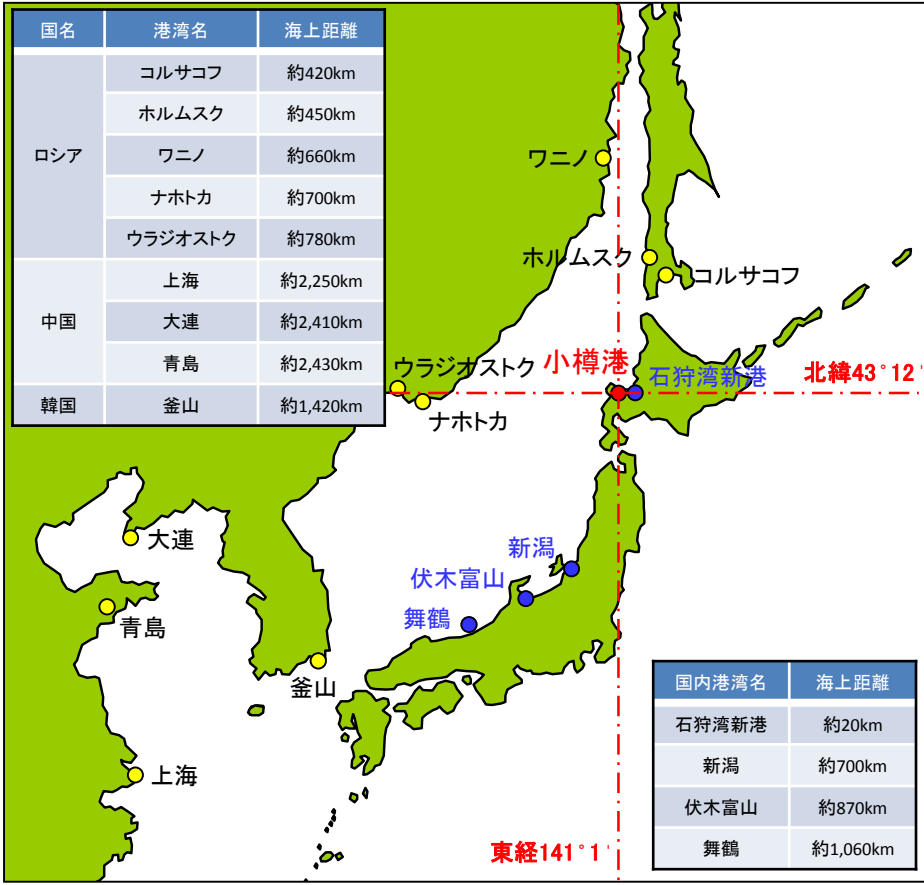 国名 港湾名 海上距離
ロシア コルサコフ 約420km
ホルムスク 約450km
ワニノ 約660km
ナホトカ 約700km
ウラジオストク 約780km
中国 上海 約2,250km
大連 約2,410km
青島 約2,430km
韓国 釜山 約1,420km
ワニノ
ホルムスク
コルサコフ
ウラジオストク
小樽港
石狩湾新港
北緯43°12'
ナホトカ
大連
新潟
伏木富山
舞鶴
青島
釜山
上海
東経141°1'
国内港湾名 海上距離
石狩湾新港 約20km
新潟 約700km
伏木富山 約870km
舞鶴 約1,060km